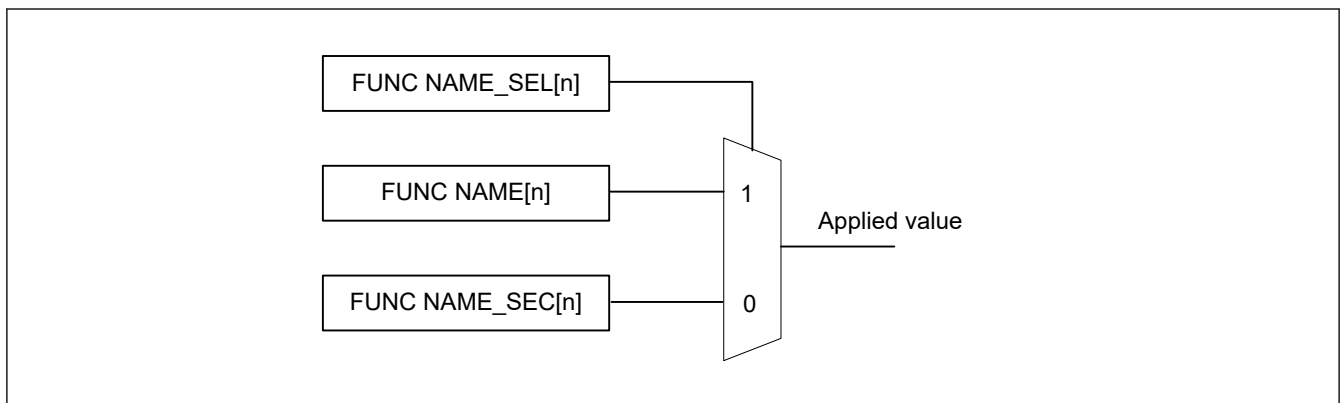 FUNC NAME_SEL[n]
FUNC NAME[n]
1
Applied value
FUNC NAME_SEC[n]
0